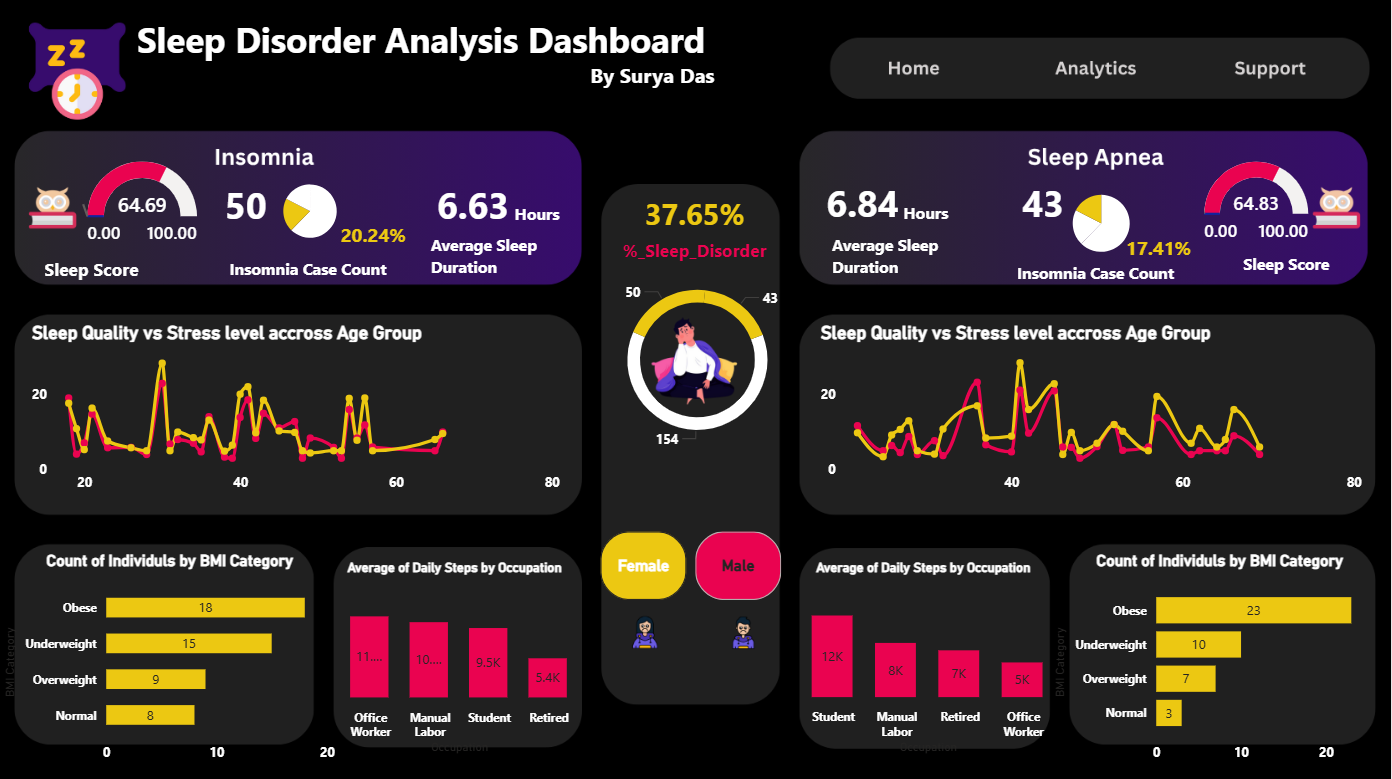 Sleep Disorder Analysis Dashboard
By Surya Das
Home
Analytics
Support
Insomnia
64.69
0.00
100.00
Sleep Score
50
20.24%
Insomnia Case Count
6.63 Hours
Average Sleep
Duration
37.65%
%_Sleep_Disorder
50
43
154
Female
Male
Sleep Apnea
6.84 Hours
Average Sleep
Duration
43
17.41%
Insomnia Case Count
64.83
0.00
100.00
Sleep Score
Sleep Quality vs Stress level accross Age Group
20
0
20
40
60
80
Sleep Quality vs Stress level accross Age Group
20
0
40
60
80
Count of Individuls by BMI Category
BMI Category
Obese
18
Underweight
15
Overweight
9
Normal
8
0
10
20
Average of Daily Steps by Occupation
11....
10....
9.5K
5.4K
Office
Worker
Manual
Labor
Student
Retired
Occupation
Average of Daily Steps by Occupation
12K
8K
7K
5K
Student
Manual
Labor
Retired
Office
Worker
Occupation
Count of Individuls by BMI Category
BMI Category
Obese
23
Underweight
10
Overweight
7
Normal
3
0
10
20